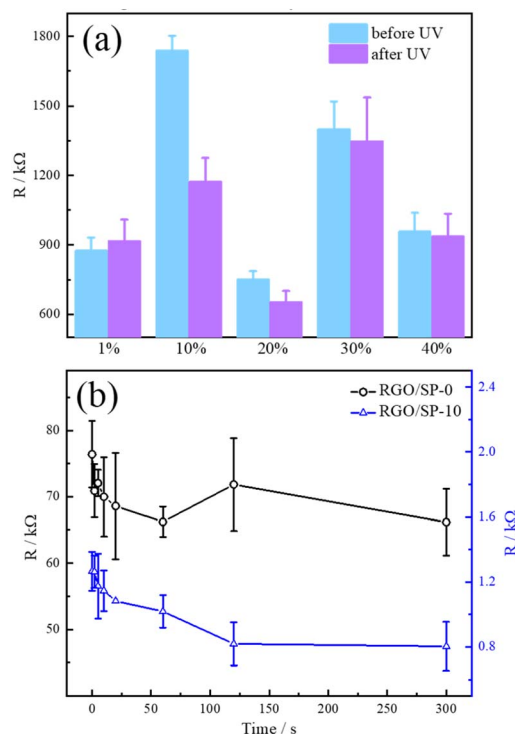 (a)
before UV
after UV
R / kΩ
1800
1500
1200
900
600
1% 10% 20% 30% 40%
(b)
RGO/SP-0
RGO/SP-10
R / kΩ
80
70
60
50
2.4
2.0
1.6
1.2
0.8
R / kΩ
0 50 100 150 200 250 300
Time / s